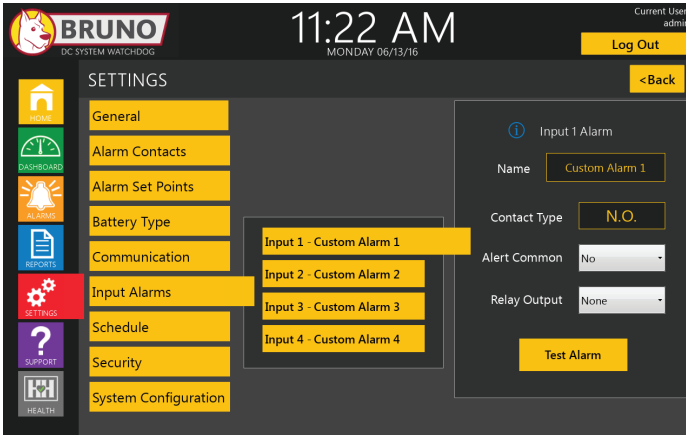 BRUNO
DC SYSTEM WATCHDOG
11:22 AM
MONDAY 06/13/16
Current User
admin
Log Out
SETTINGS
<Back
HOME
DASHBOARD
ALARMS
REPORTS
SETTINGS
SUPPORT
HEALTH
General
Alarm Contacts
Alarm Set Points
Battery Type
Communication
Input Alarms
Schedule
Security
System Configuration
Input 1 - Custom Alarm 1
Input 2 - Custom Alarm 2
Input 3 - Custom Alarm 3
Input 4 - Custom Alarm 4
Input 1 Alarm
Name Custom Alarm 1
Contact Type N.O.
Alert Common No
Relay Output None
Test Alarm